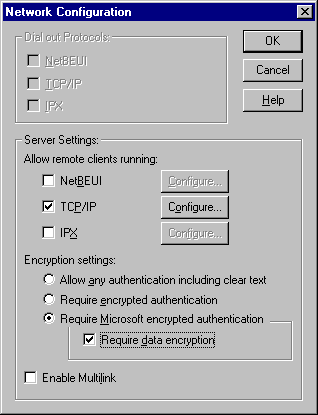 Network Configuration
Dial out Protocols:
NetBEUI
TCP/IP
IPX
OK
Cancel
Help
Server Settings:
Allow remote clients running:
NetBEUI
Configure...
TCP/IP
Configure...
IPX
Configure...
Encryption settings:
Allow any authentication including clear text
Require encrypted authentication
Require Microsoft encrypted authentication
Require data encryption
Enable Multilink